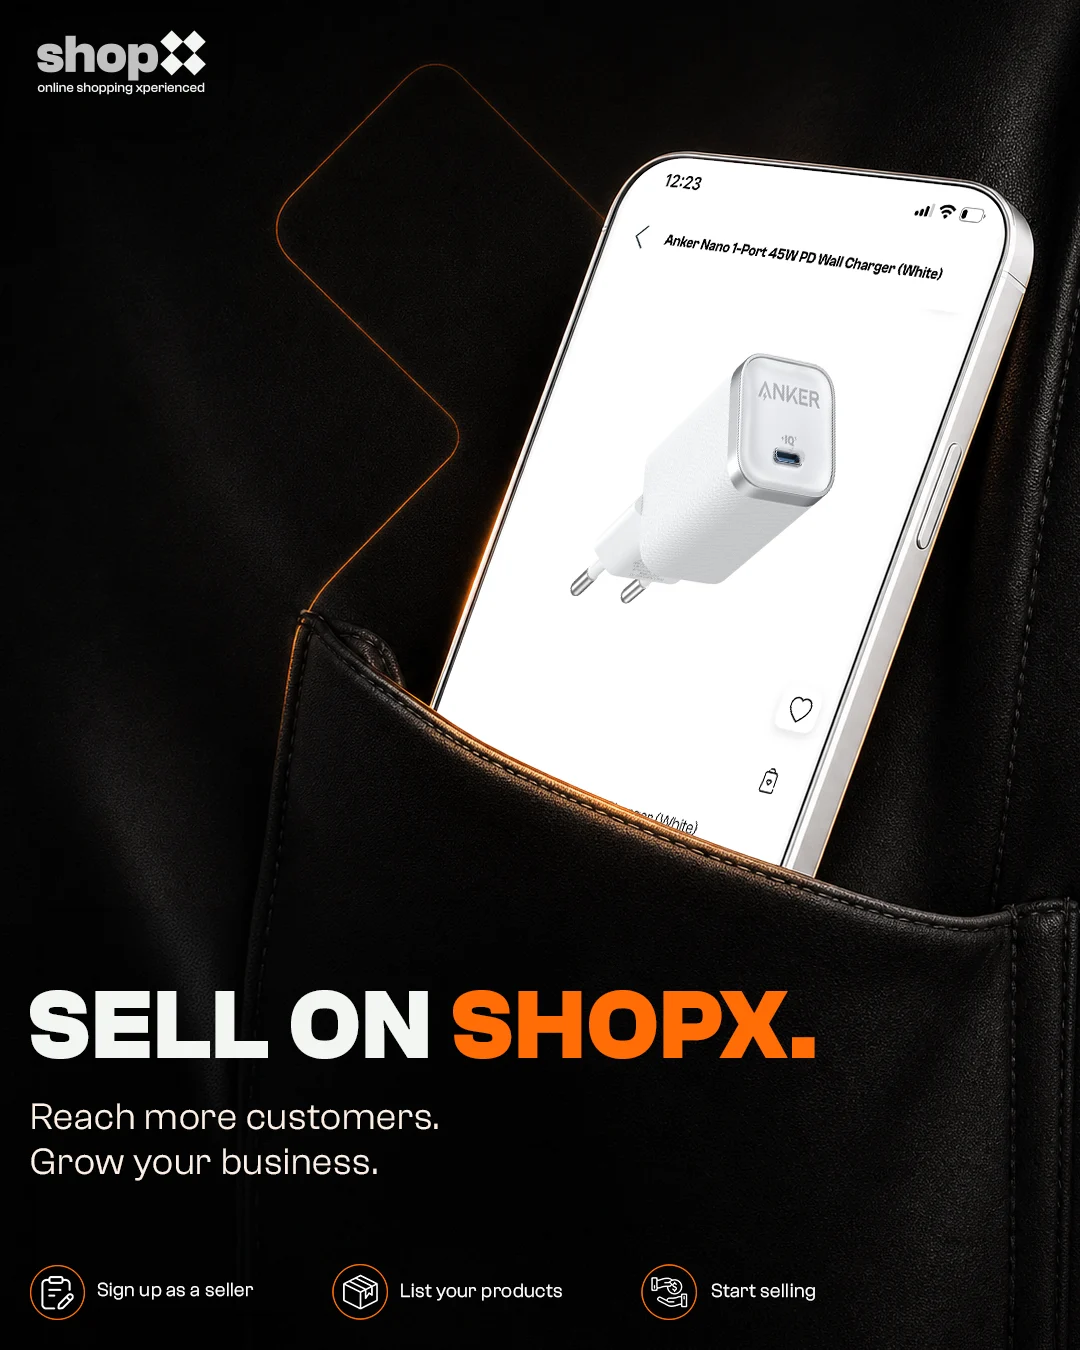 shop
online shopping xperienced
12:23
Anker Nano 1-Port 45W PD Wall Charger (White)
ANKER
IQ
(White)
SELL ON SHOPX.
Reach more customers.
Grow your business.
Sign up as a seller
List your products
Start selling